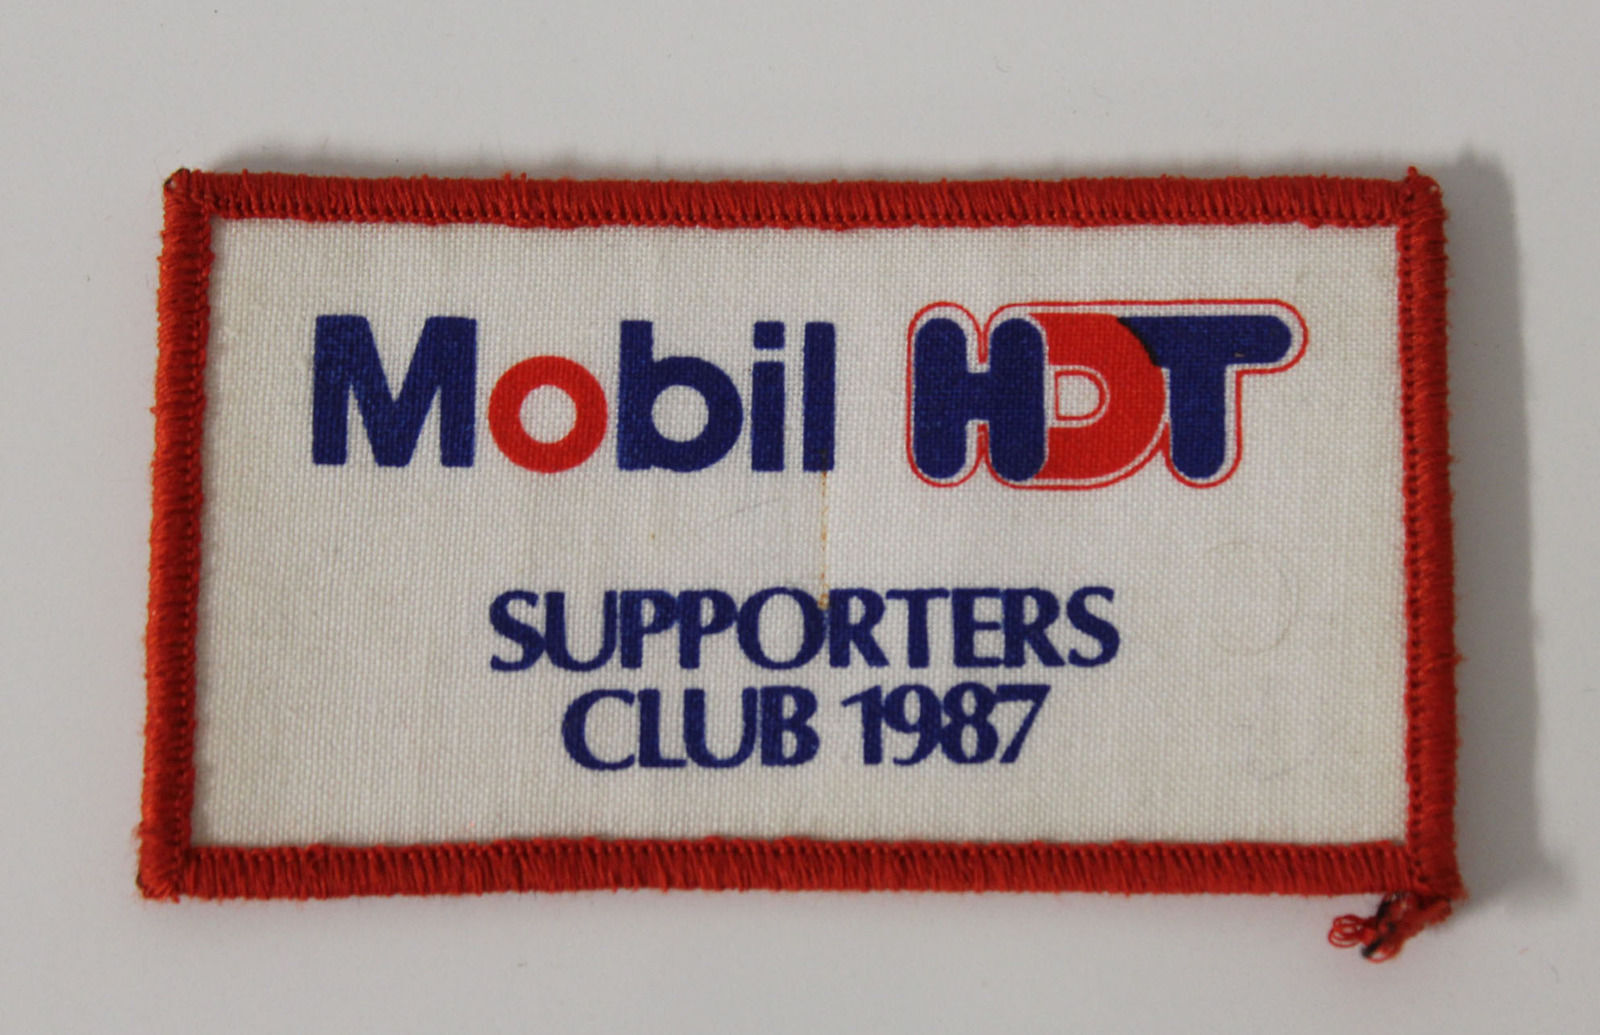 Mobil HDT
SUPPORTERS
CLUB 1987